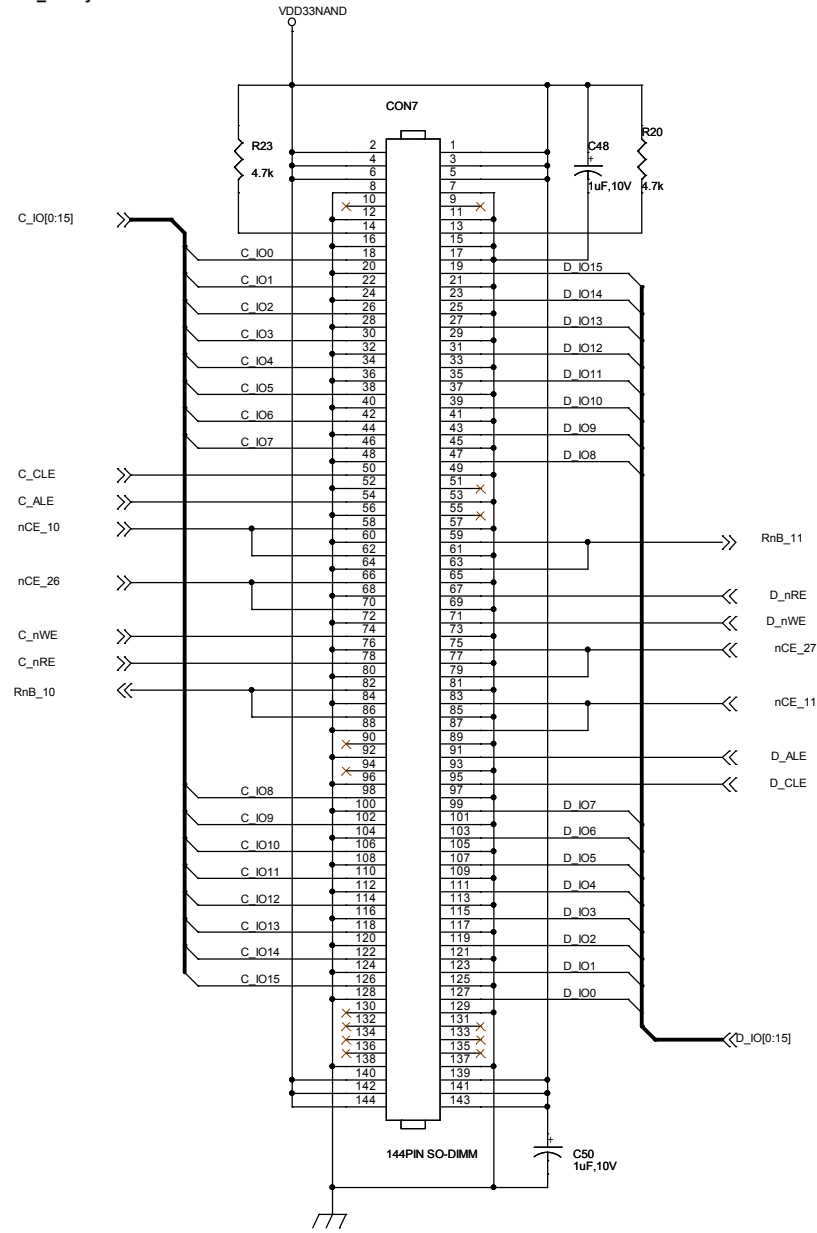 VDD33NAND
CON7
R23
4.7k
C48
1uF,10V
R20
4.7k
2 1
4 3
6 5
8 7
10 9
12 11
14 13
16 15
C_IO[0:15]
C_IO0 18 17
20 19 D_IO15
C_IO1 22 21
24 23 D_IO14
C_IO2 26 25
28 27 D_IO13
C_IO3 30 29
32 31 D_IO12
C_IO4 34 33
36 35 D_IO11
C_IO5 38 37
40 39 D_IO10
C_IO6 42 41
44 43 D_IO9
C_IO7 46 45
48 47 D_IO8
C_CLE 50 49
52 51
C_ALE 54 53
56 55
nCE_10 58 57
60 59 RnB_11
62 61
64 63
nCE_26 66 65
68 67 D_nRE
70 69
72 71 D_nWE
C_nWE 74 73
76 75 nCE_27
C_nRE 78 77
80 79
RnB_10 82 81
84 83 nCE_11
86 85
88 87
90 89
92 91 D_ALE
94 93
96 95 D_CLE
C_IO8 98 97
100 99 D_IO7
C_IO9 102 101
104 103 D_IO6
C_IO10 106 105
108 107 D_IO5
C_IO11 110 109
112 111 D_IO4
C_IO12 114 113
116 115 D_IO3
C_IO13 118 117
120 119 D_IO2
C_IO14 122 121
124 123 D_IO1
C_IO15 126 125
128 127 D_IO0
130 129
132 131
134 133
136 135
138 137
D_IO[0:15]
140 139
142 141
144 143
144PIN SO-DIMM
C50
1uF,10V